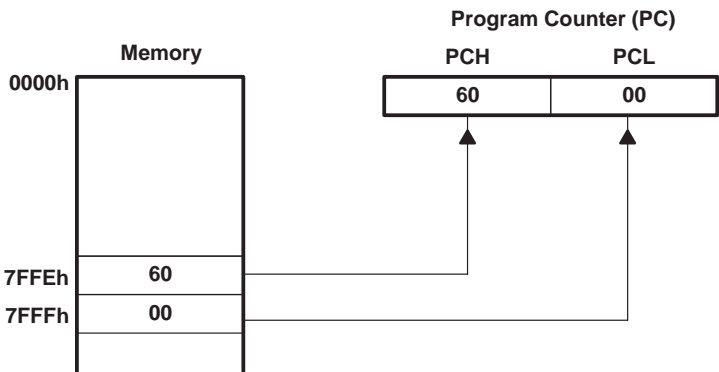 Program Counter (PC)
Memory
PCH
PCL
0000h
60
00
7FFEh
60
7FFFh
00